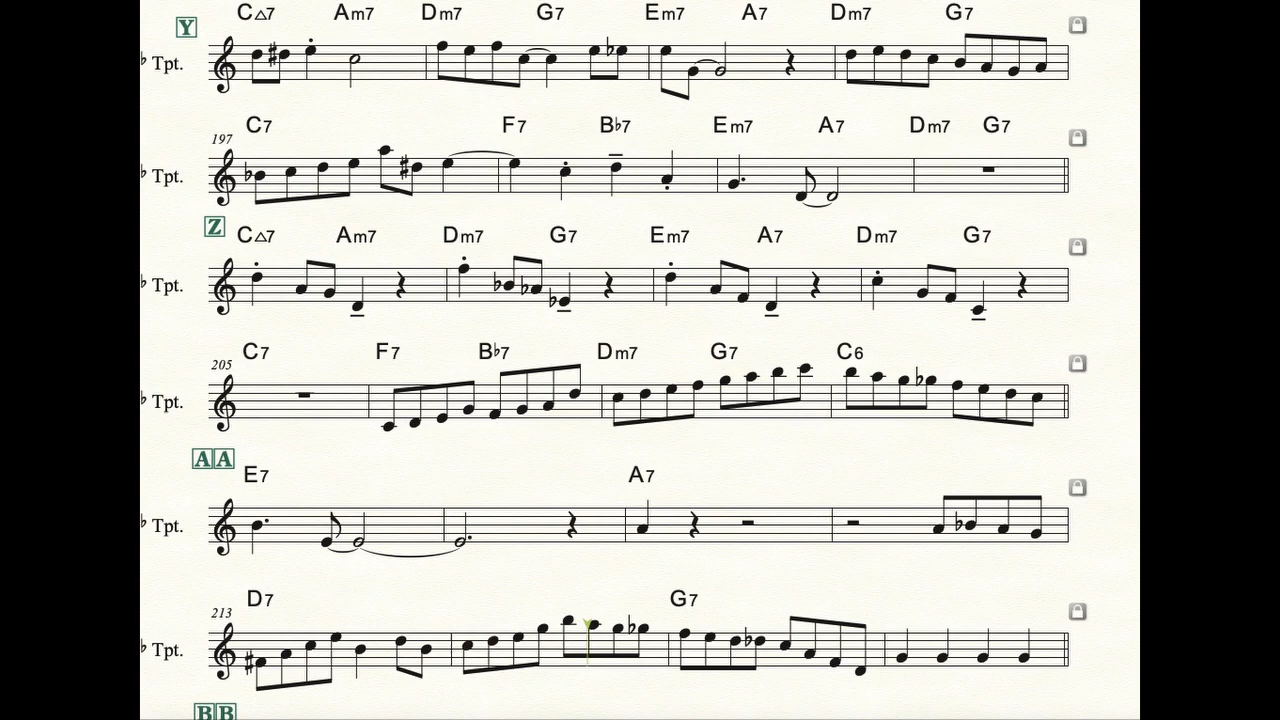 C△7 Am7 Dm7 G7 Em7 A7 Dm7 G7
Y
♭ Tpt.
197 C7 F7 B♭7 Em7 A7 Dm7 G7
♭ Tpt.
Z
C△7 Am7 Dm7 G7 Em7 A7 Dm7 G7
♭ Tpt.
205 C7 F7 B♭7 Dm7 G7 C6
♭ Tpt.
AA
E7 A7
♭ Tpt.
213 D7 G7
♭ Tpt.
BB